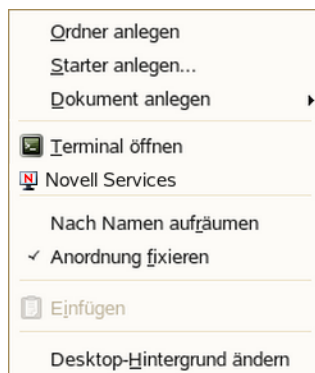 Ordner anlegen
Starter anlegen...
Dokument anlegen
Terminal öffnen
Novell Services
Nach Namen aufräumen
Anordnung fixieren
Einfügen
Desktop-Hintergrund ändern